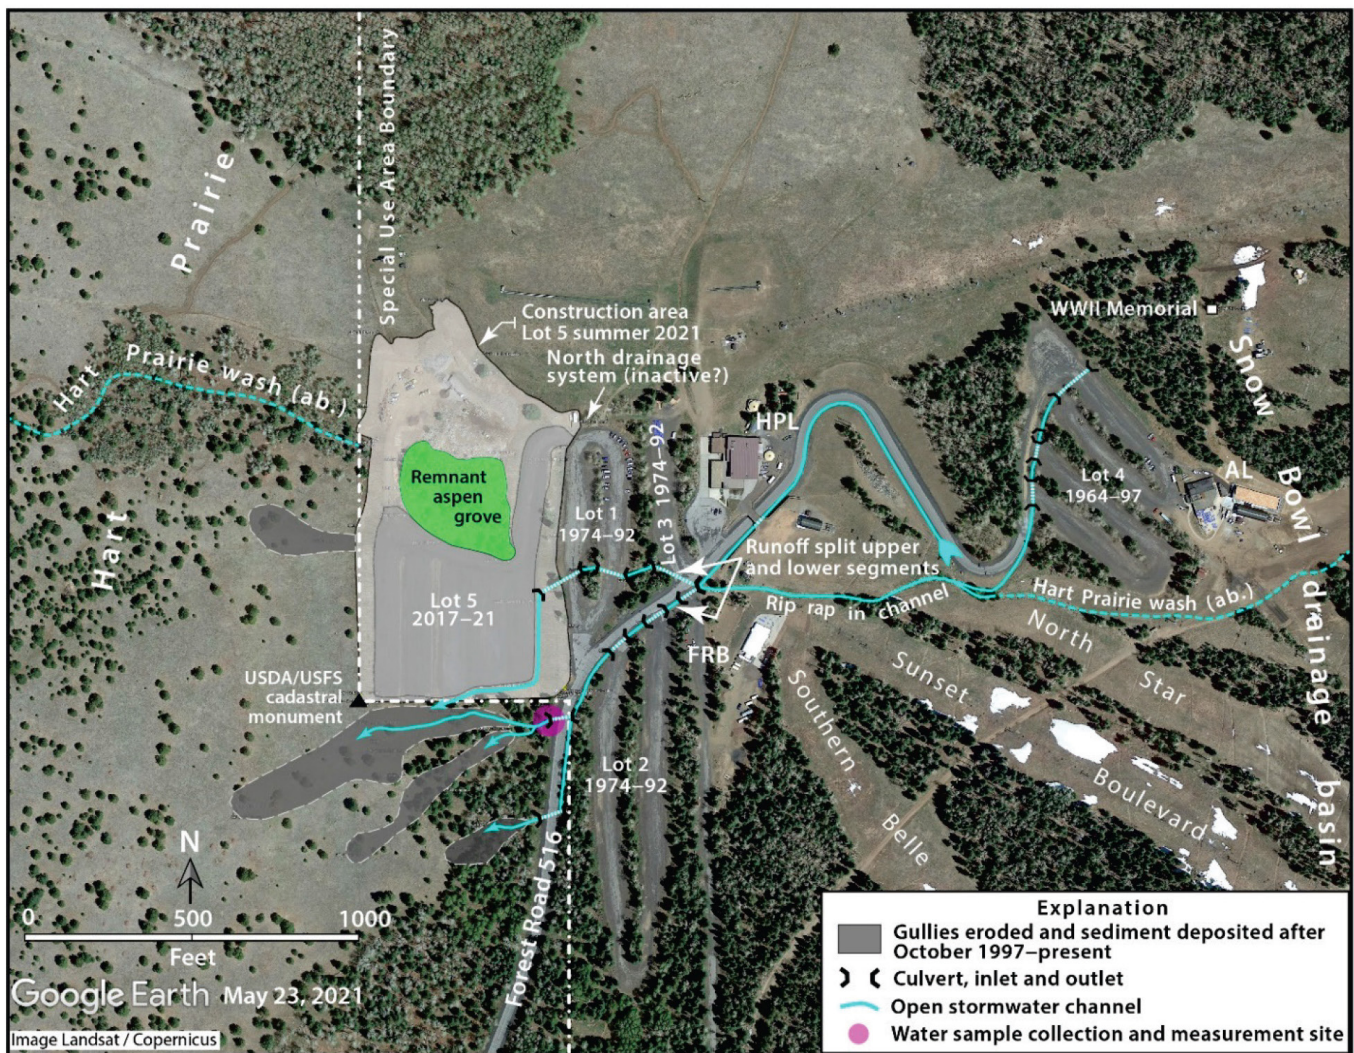 Special Use Area Boundary
Prairie
WWII Memorial
Snow
Bowl
drainage
basin
Construction area
Lot 5 summer 2021
North drainage
system (inactive?)
Hart Prairie wash (ab.)
HPL
Remnant
aspen
grove
Lot 1
1974–92
Lot 3 1974–92
Lot 4
1964–97
AL
Hart
Runoff split upper
and lower segments
Rip rap in channel
Hart Prairie wash (ab.)
Lot 5
2017–21
FRB
North
Star
Sunset
Boulevard
Southern
Belle
USDA/USFS
cadastral
monument
Lot 2
1974–92
Forest Road 516
N
0 500 1000
Feet
Google Earth May 23, 2021
Image Landsat / Copernicus
Explanation
Gullies eroded and sediment deposited after
October 1997–present
Culvert, inlet and outlet
Open stormwater channel
Water sample collection and measurement site